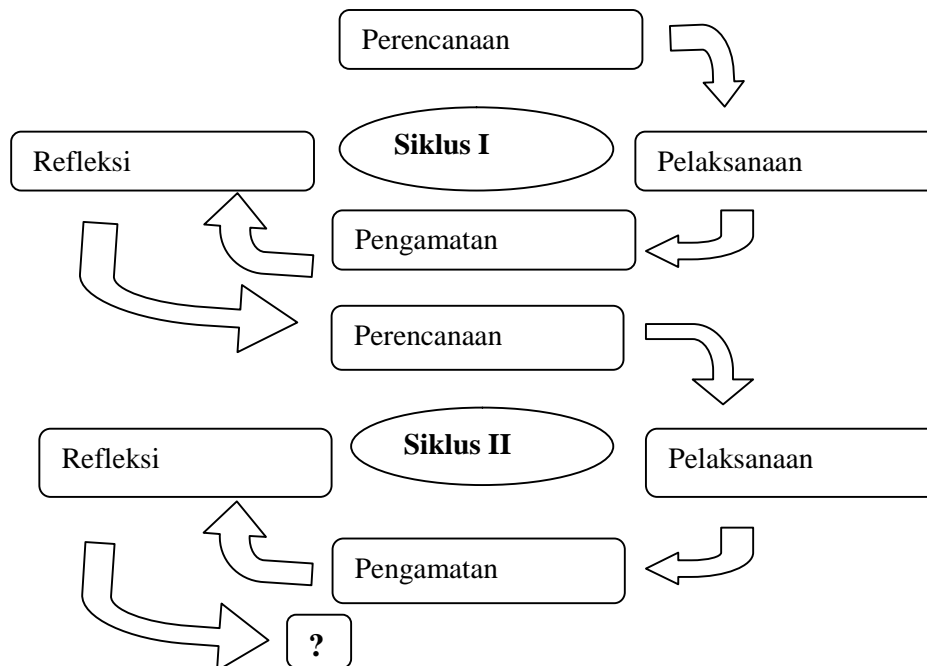 Perencanaan
Siklus I
Refleksi
Pelaksanaan
Pengamatan
Perencanaan
Siklus II
Refleksi
Pelaksanaan
Pengamatan
?